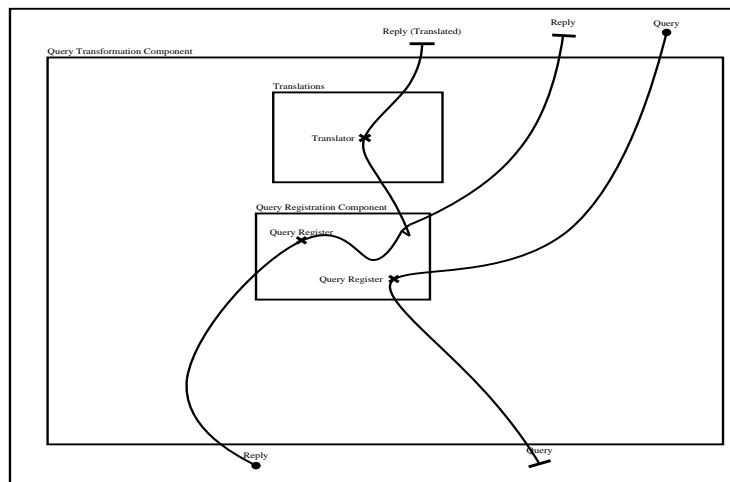 Reply
Query
Reply (Translated)
Query Transformation Component
Translations
Translator
Query Registration Component
Query Register
Query Register
Query
Reply